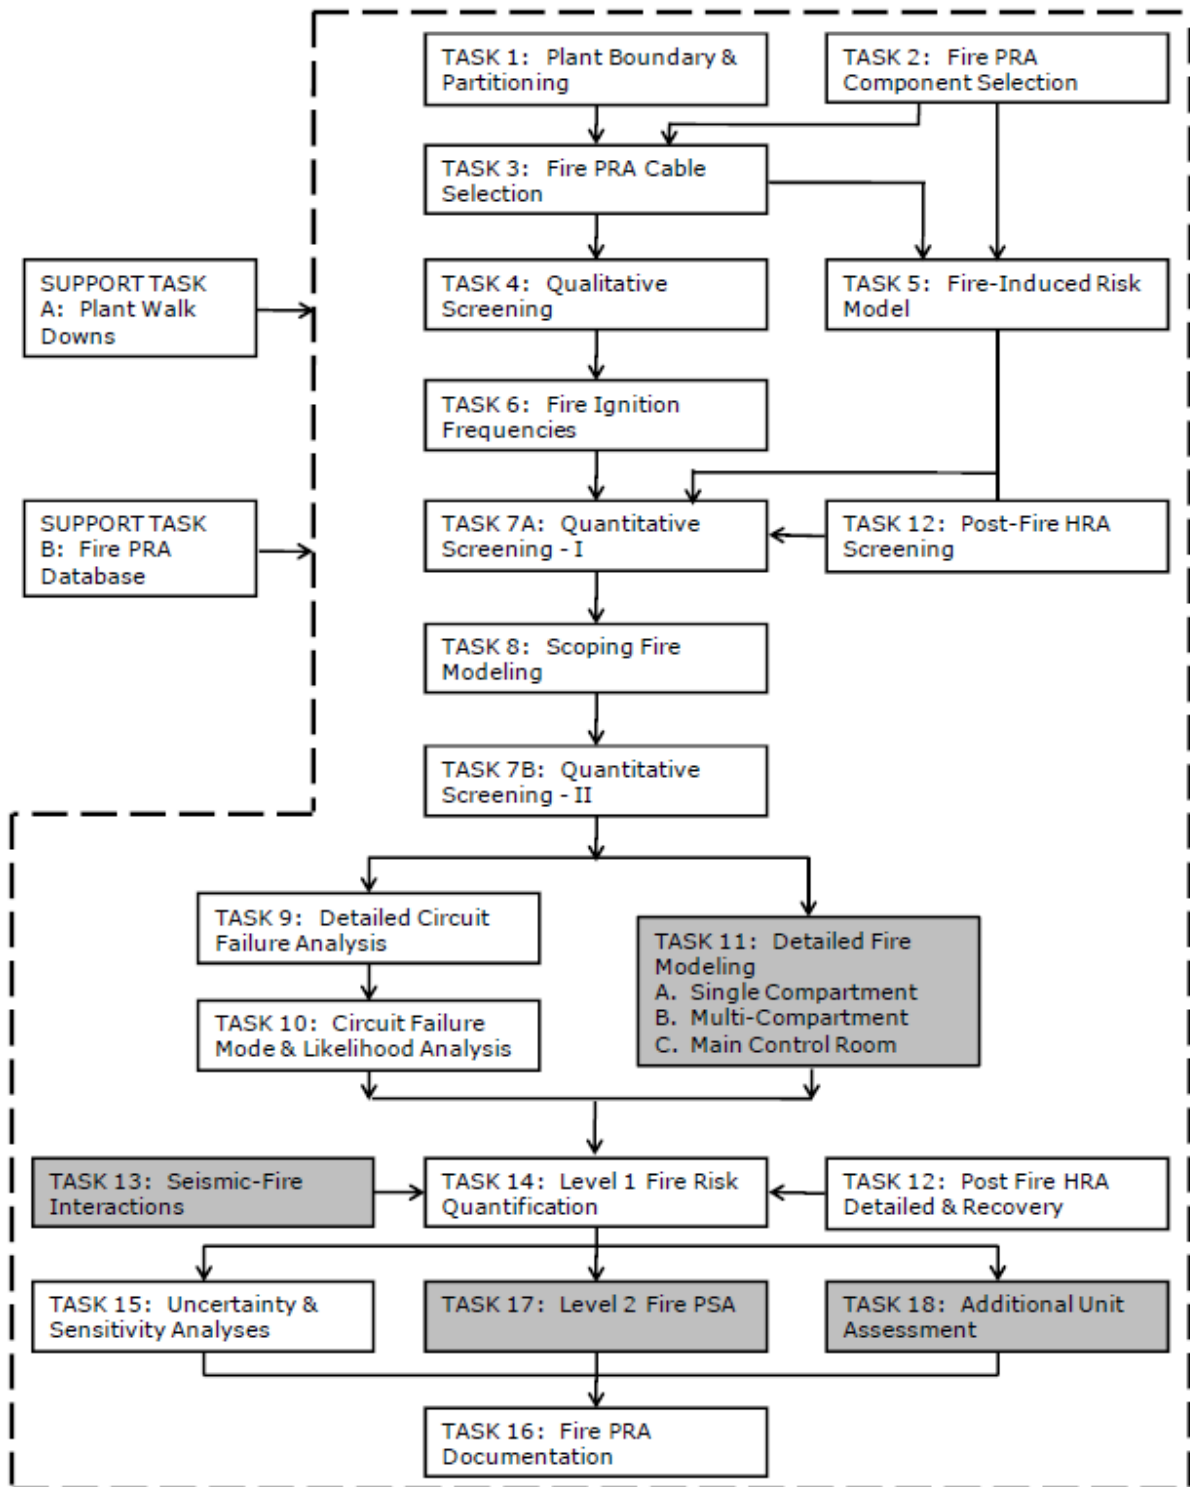 TASK 1: Plant Boundary &
Partitioning
TASK 2: Fire PRA
Component Selection
TASK 3: Fire PRA Cable
Selection
SUPPORT TASK
A: Plant Walk
Downs
TASK 4: Qualitative
Screening
TASK 5: Fire-Induced Risk
Model
TASK 6: Fire Ignition
Frequencies
SUPPORT TASK
B: Fire PRA
Database
TASK 7A: Quantitative
Screening - I
TASK 12: Post-Fire HRA
Screening
TASK 8: Scoping Fire
Modeling
TASK 7B: Quantitative
Screening - II
TASK 9: Detailed Circuit
Failure Analysis
TASK 11: Detailed Fire
Modeling
A. Single Compartment
B. Multi-Compartment
C. Main Control Room
TASK 10: Circuit Failure
Mode & Likelihood Analysis
TASK 13: Seismic-Fire
Interactions
TASK 14: Level 1 Fire Risk
Quantification
TASK 12: Post Fire HRA
Detailed & Recovery
TASK 15: Uncertainty &
Sensitivity Analyses
TASK 17: Level 2 Fire PSA
TASK 18: Additional Unit
Assessment
TASK 16: Fire PRA
Documentation